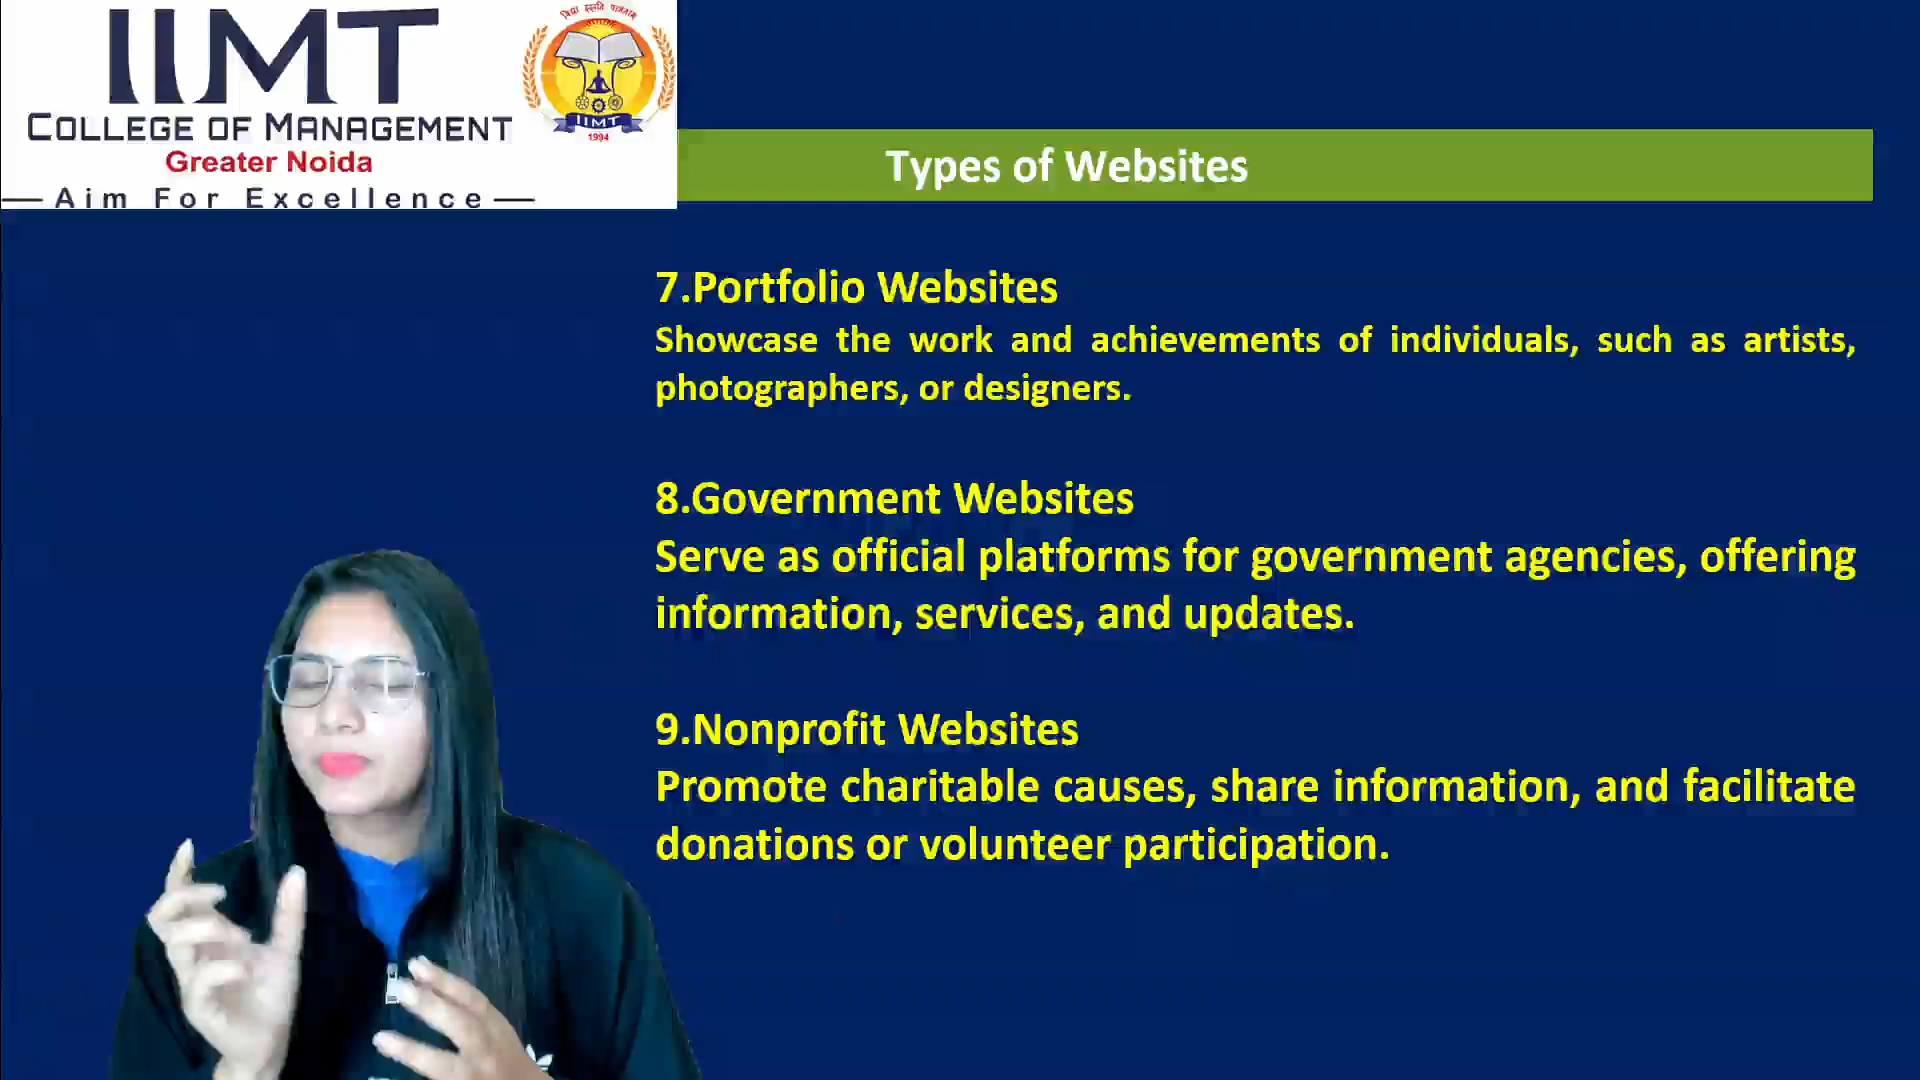 IIMT
COLLEGE OF MANAGEMENT
Greater Noida
Aim For Excellence
विद्या ददाति पात्रताम्
IIMT
1994
Types of Websites
7.Portfolio Websites
Showcase the work and achievements of individuals, such as artists,
photographers, or designers.
8.Government Websites
Serve as official platforms for government agencies, offering
information, services, and updates.
9.Nonprofit Websites
Promote charitable causes, share information, and facilitate
donations or volunteer participation.